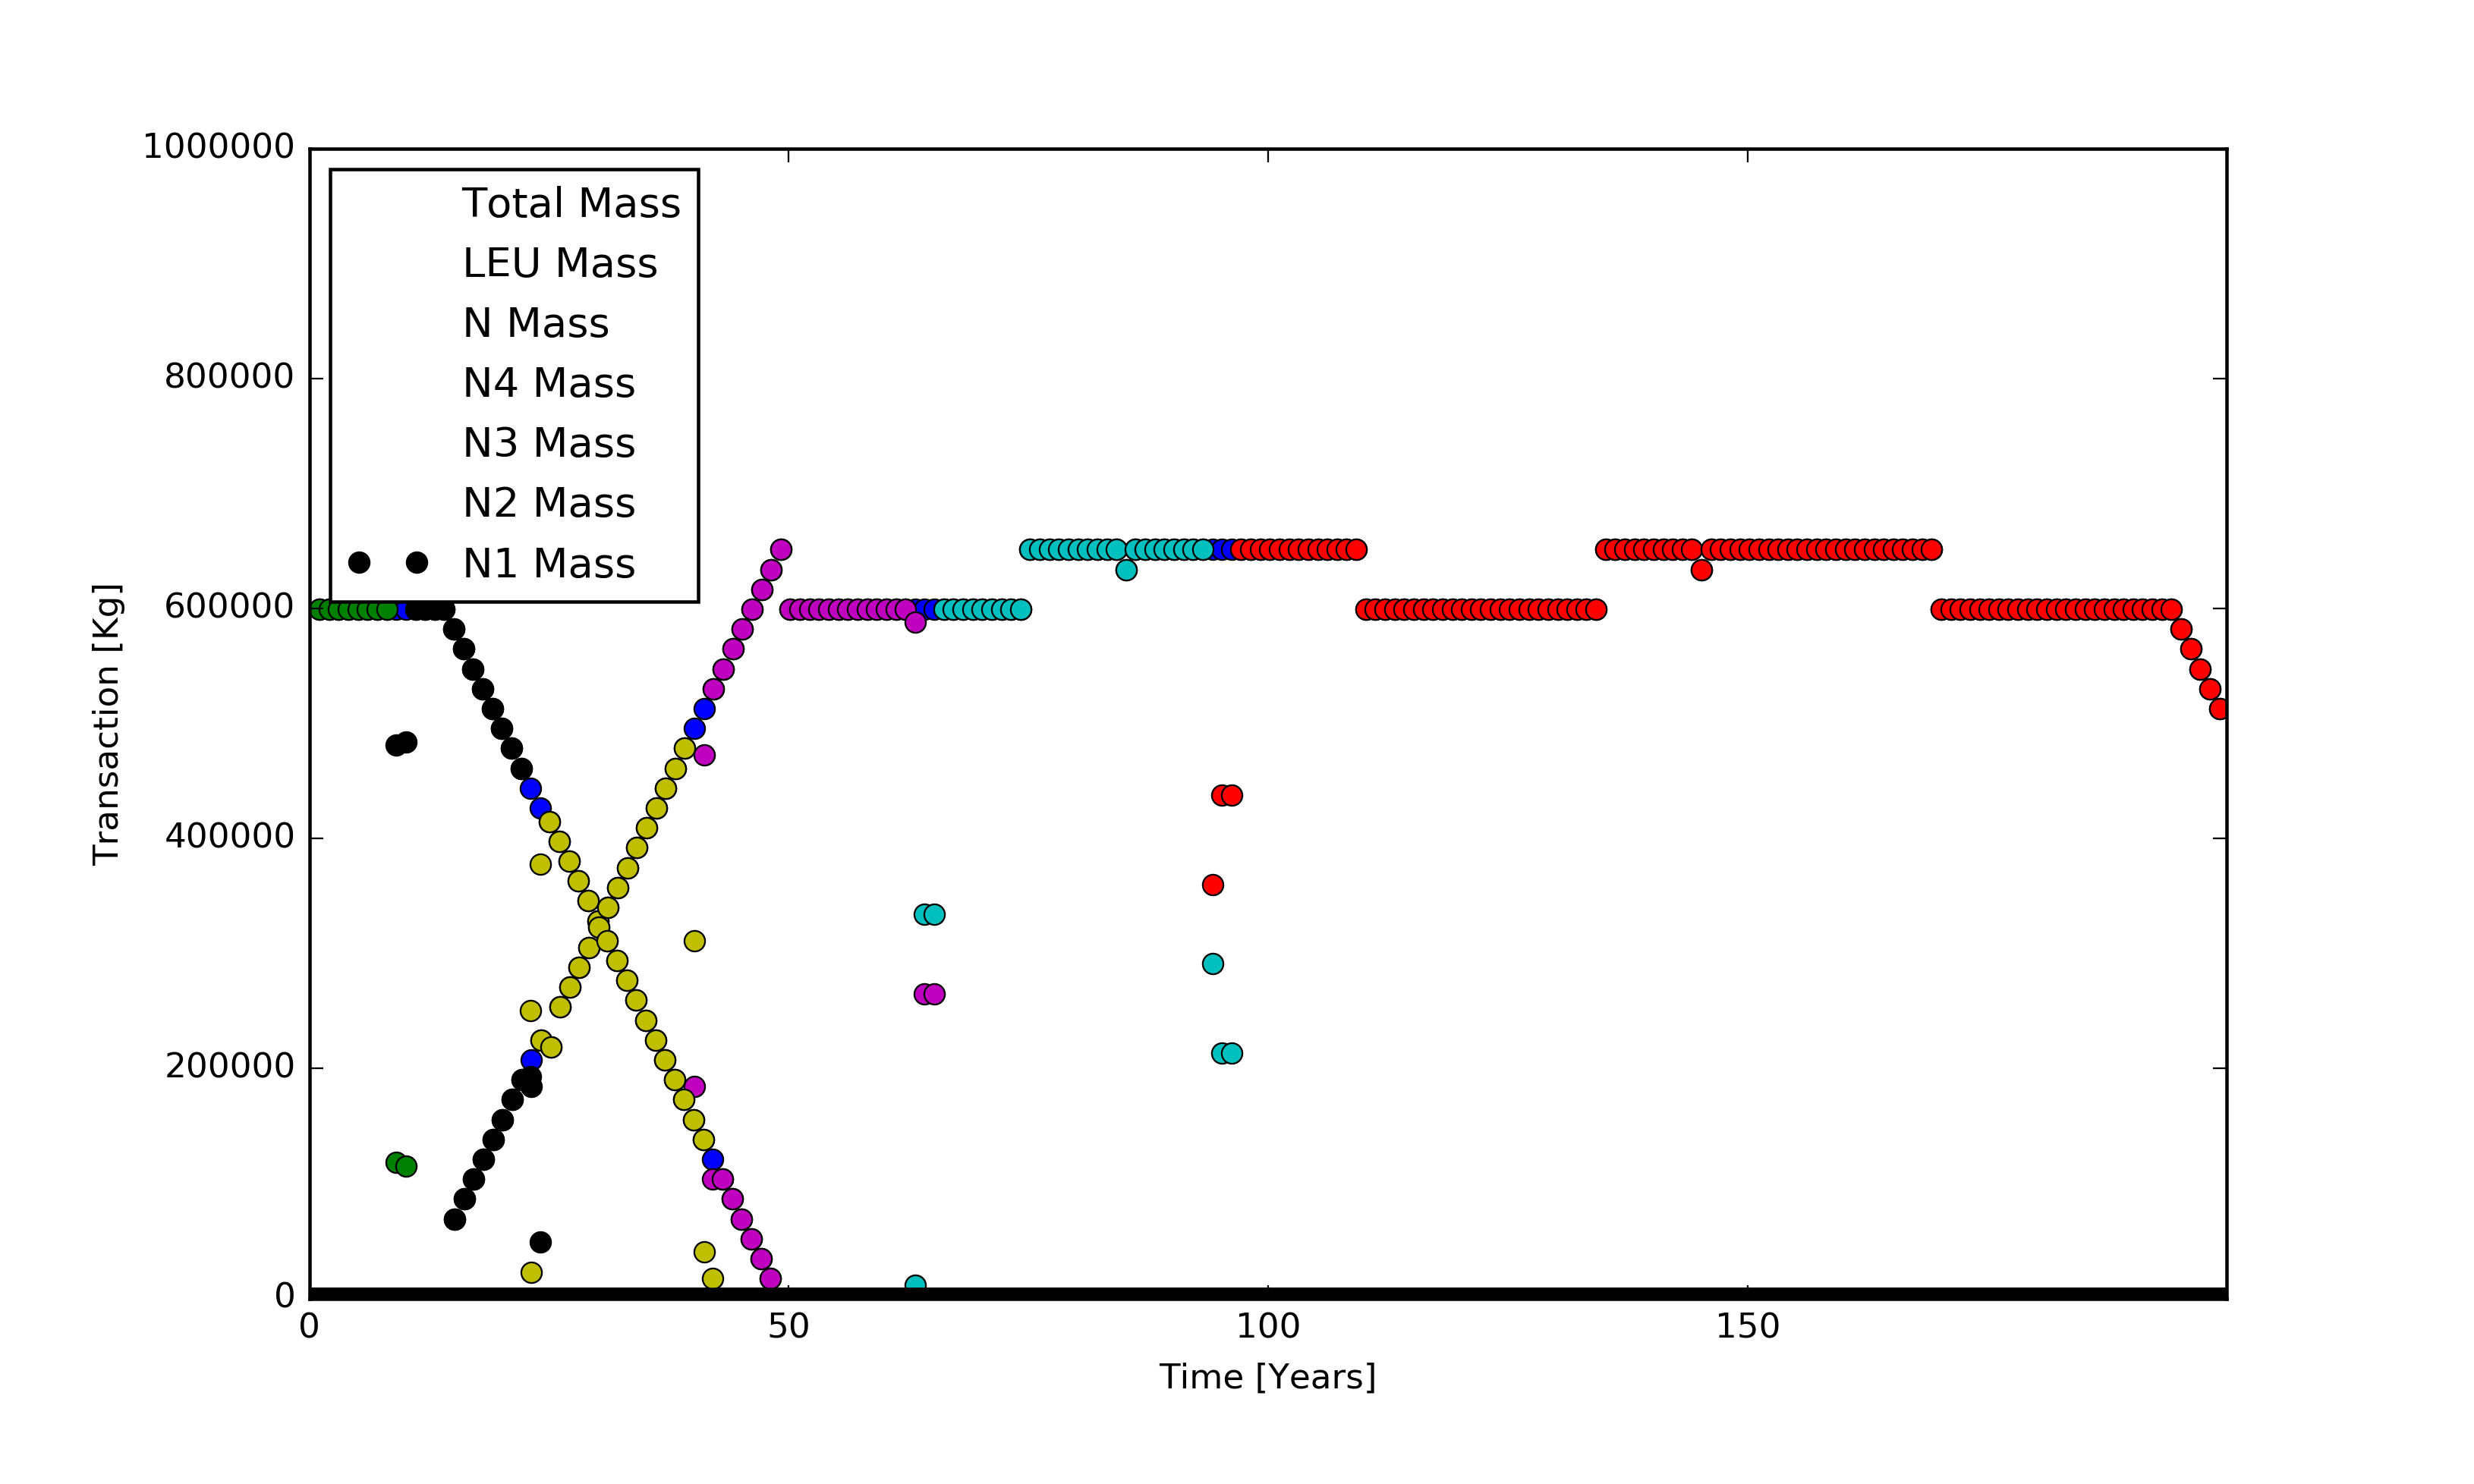 1000000
800000
600000
400000
200000
0
Transaction [Kg]
Total Mass
LEU Mass
N Mass
N4 Mass
N3 Mass
N2 Mass
N1 Mass
0 50 100 150
Time [Years]